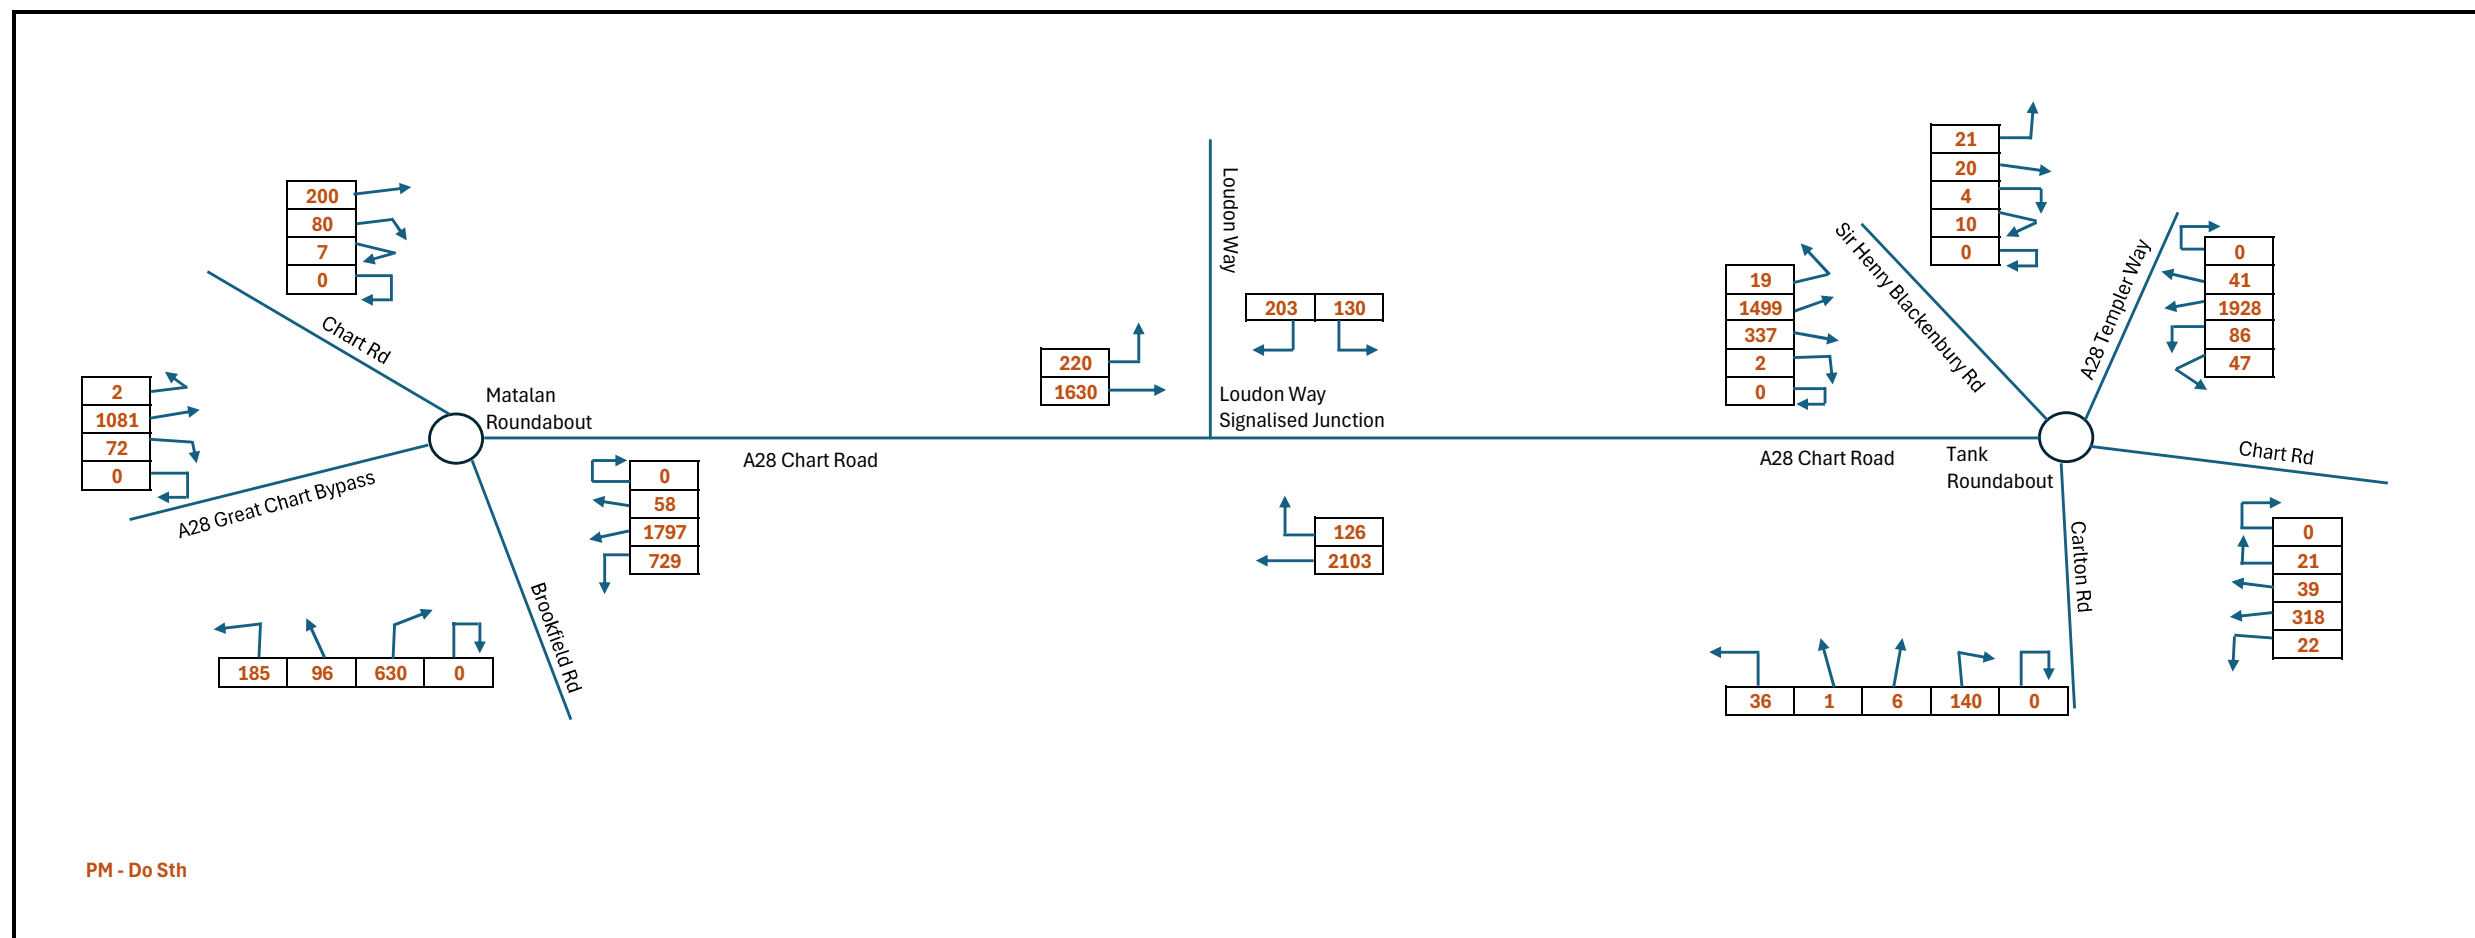 21
20
4
10
0
0
41
1928
86
47
200
80
7
0
Loudon Way
Sir Henry Blackenbury Rd
A28 Templer Way
19
1499
337
2
0
203 130
220
1630
Chart Rd
2
1081
72
0
Matalan
Roundabout
Loudon Way
Signalised Junction
A28 Chart Road
A28 Chart Road
Tank
Roundabout
Chart Rd
A28 Great Chart Bypass
0
58
1797
729
126
2103
0
21
39
318
22
Carlton Rd
Brookfield Rd
185 96 630 0
36 1 6 140 0
PM - Do Sth